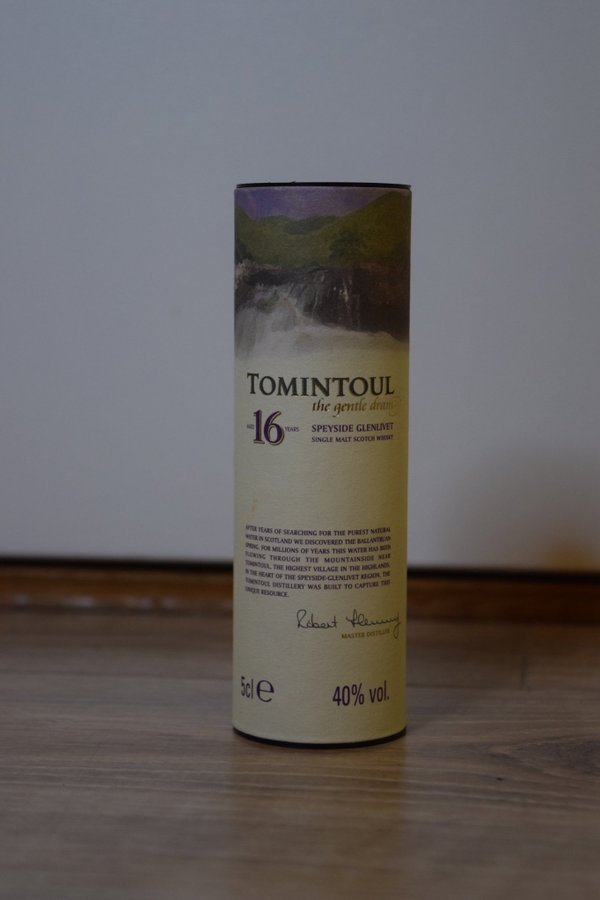 TOMINTOUL
the gentle dram
AGED 16 YEARS
SPEYSIDE GLENLIVET
SINGLE MALT SCOTCH WHISKY
AFTER YEARS OF SEARCHING FOR THE PUREST NATURAL
WATER IN SCOTLAND WE DISCOVERED THE BALLANTRUAN
SPRING. FOR MILLIONS OF YEARS THIS WATER HAS BEEN
FLOWING THROUGH THE MOUNTAINSIDE NEAR
TOMINTOUL, THE HIGHEST VILLAGE IN THE HIGHLANDS.
IN THE HEART OF THE SPEYSIDE-GLENLIVET REGION, THE
TOMINTOUL DISTILLERY WAS BUILT TO CAPTURE THIS
UNIQUE RESOURCE.
Robert Fleming
MASTER DISTILLER
5cl e
40% vol.